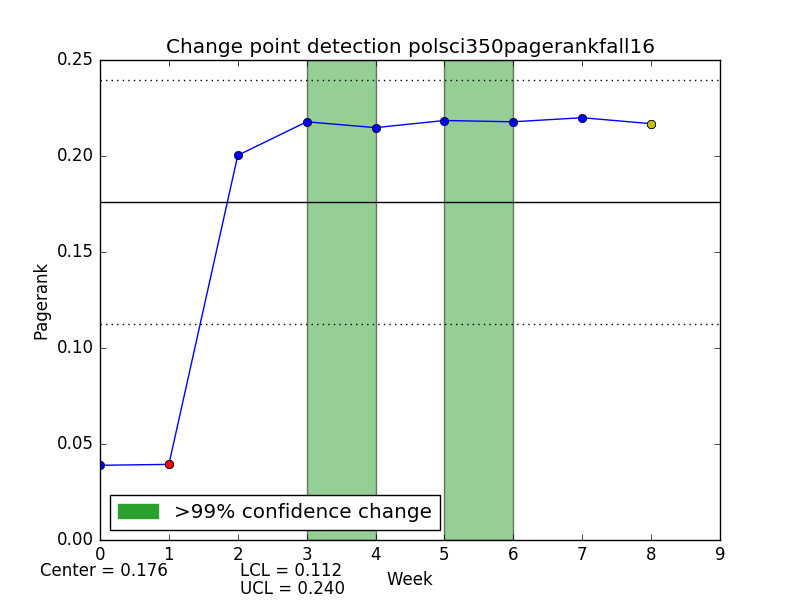 Change point detection polsci350pagerankfall16
0.25
0.20
0.15
0.10
0.05
0.00
Pagerank
>99% confidence change
0 1 2 3 4 5 6 7 8 9
Center = 0.176 LCL = 0.112 Week
UCL = 0.240